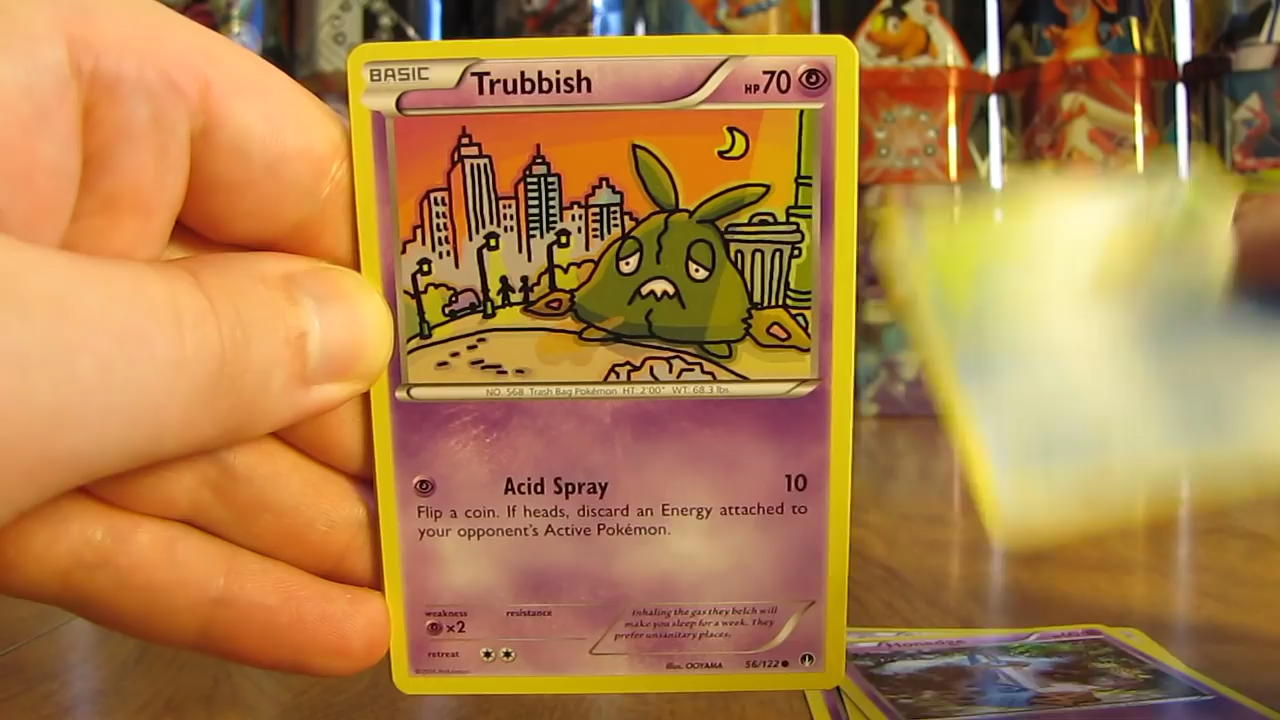 BASIC Trubbish HP70
NO. 568 Trash Bag Pokémon HT: 2'00" WT: 68.3 lbs.
Acid Spray 10
Flip a coin. If heads, discard an Energy attached to
your opponent's Active Pokémon.
weakness resistance
×2
retreat
Inhaling the gas they belch will
make you sleep for a week. They
prefer unsanitary places.
illus. OOYAMA 56/122